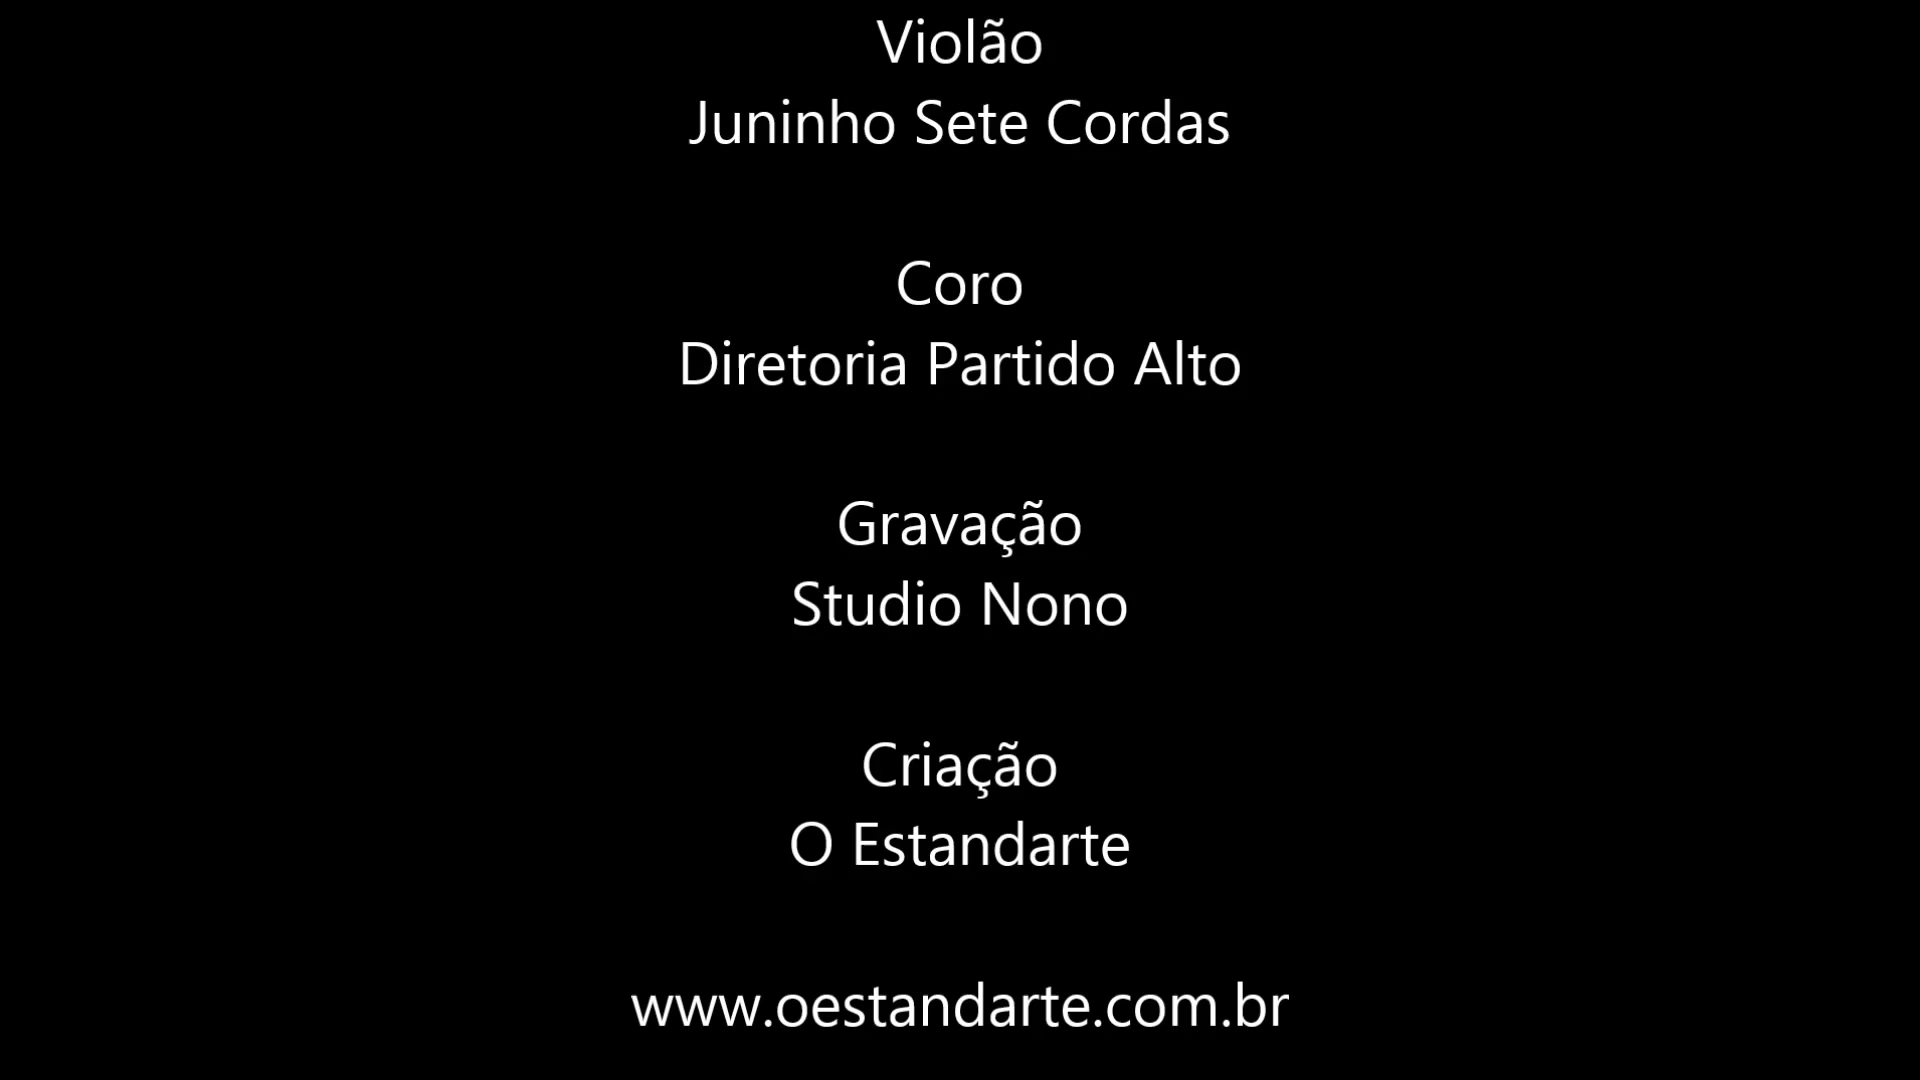 Violão
Juninho Sete Cordas
Coro
Diretoria Partido Alto
Gravação
Studio Nono
Criação
O Estandarte
www.oestandarte.com.br